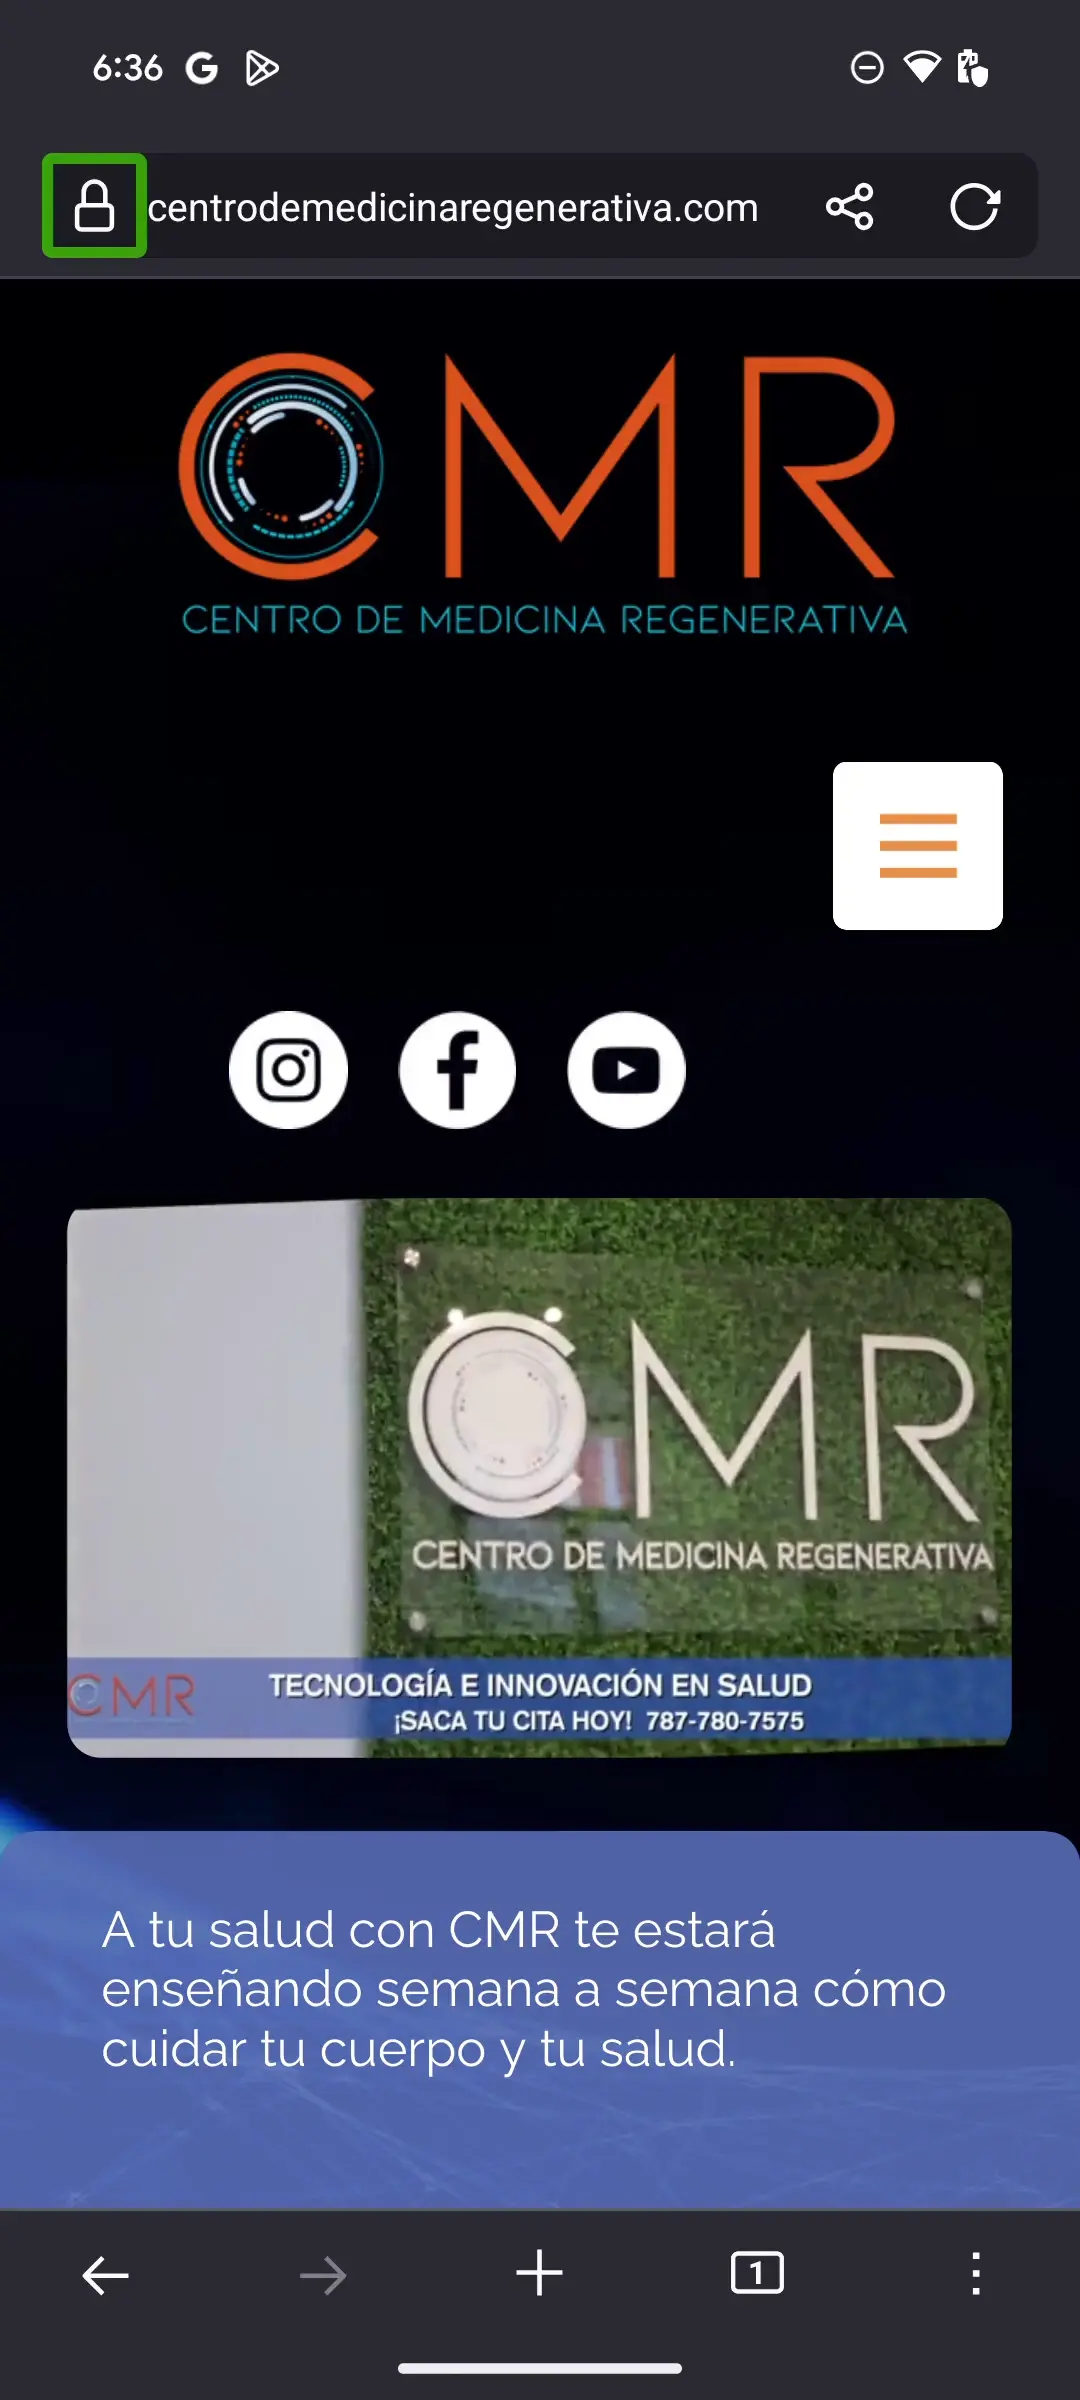 6:36
centrodemedicinaregenerativa.com
CMR
CENTRO DE MEDICINA REGENERATIVA
CMR
CENTRO DE MEDICINA REGENERATIVA
CMR
TECNOLOGÍA E INNOVACIÓN EN SALUD
¡SACA TU CITA HOY! 787-780-7575
A tu salud con CMR te estará
enseñando semana a semana cómo
cuidar tu cuerpo y tu salud.
1